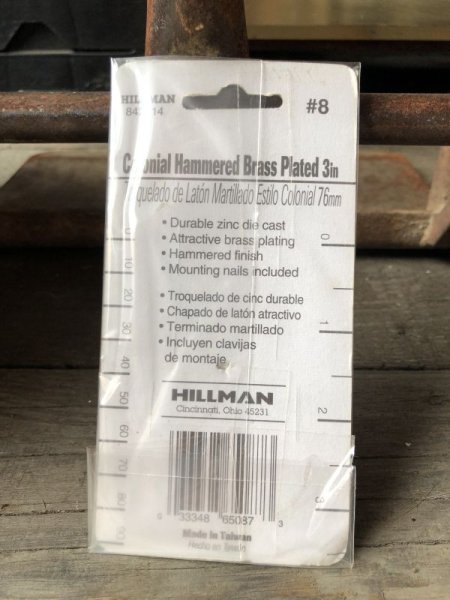 HILLMAN
#8
Colonial Hammered Brass Plated 3in
Troquelado de Latón Martillado Estilo Colonial 76mm
• Durable zinc die cast
• Attractive brass plating
• Hammered finish
• Mounting nails included
• Troquelado de cinc durable
• Chapado de latón atractivo
• Terminado martillado
• Incluyen clavijas
de montaje
0
10
20
30
40
50
60
70
80
90
0
1
2
3
HILLMAN
Cincinnati, Ohio 45231
0 33348 65087 3
Made in Taiwan
Hecho en Taiwán